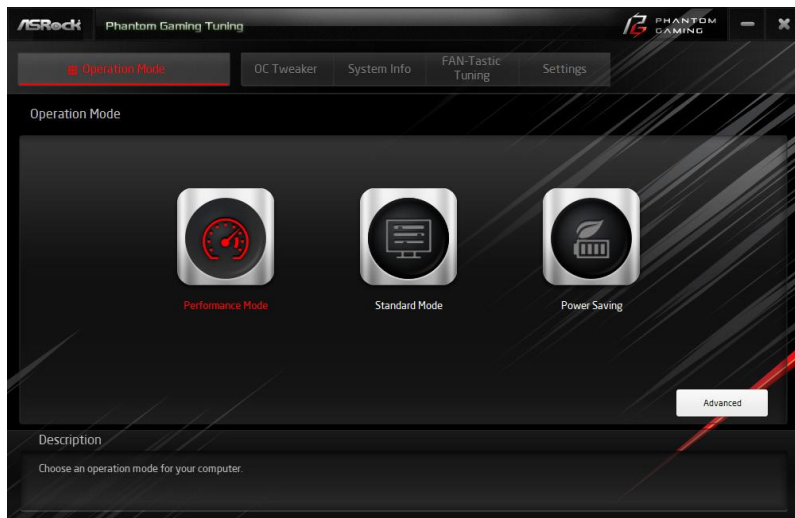 ASRock Phantom Gaming Tuning PHANTOM GAMING
Operation Mode OC Tweaker System Info FAN-Tastic Tuning Settings
Operation Mode
Performance Mode Standard Mode Power Saving
Advanced
Description
Choose an operation mode for your computer.